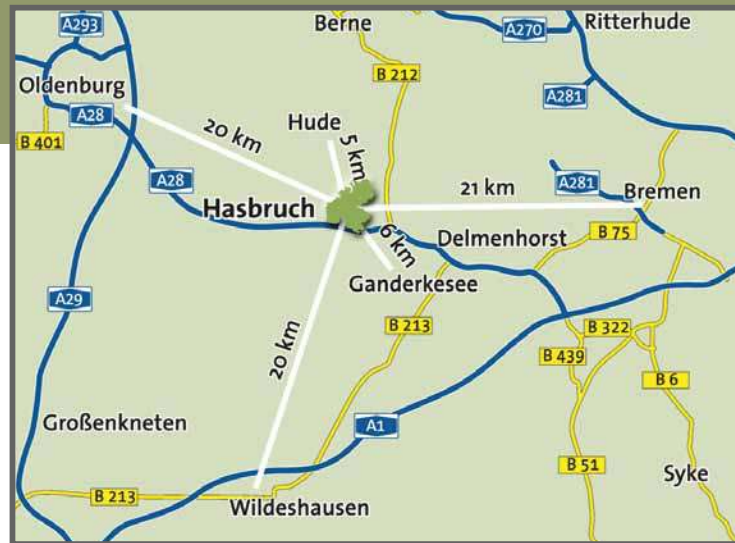 A293
Berne
A270
Ritterhude
Oldenburg
B 212
A28
A281
20 km
Hude
B 401
5 km
A28
21 km
A281
Bremen
Hasbruch
6 km
Delmenhorst
B 75
Ganderkesee
A29
B 213
B 322
20 km
B 439
B 6
Großenkneten
A1
B 51
Syke
B 213
Wildeshausen